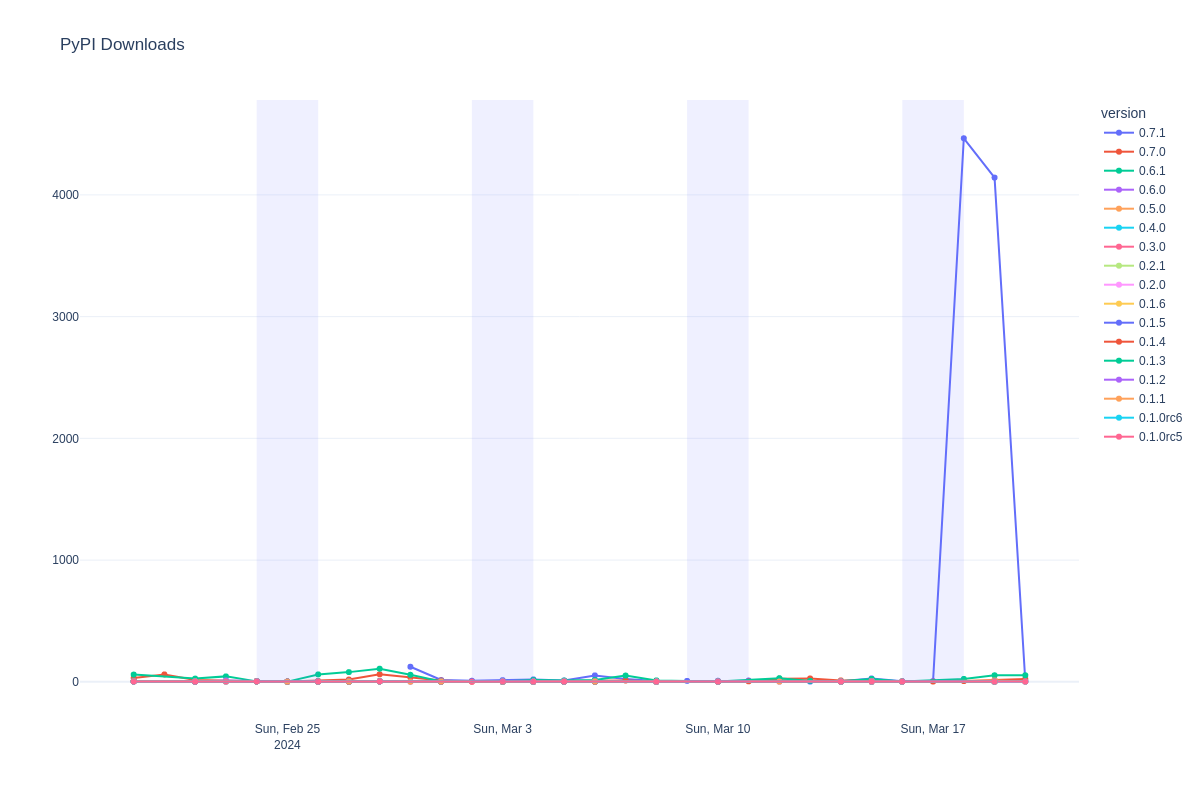 PyPI Downloads
version
0.7.1
0.7.0
0.6.1
0.6.0
0.5.0
0.4.0
0.3.0
0.2.1
0.2.0
0.1.6
0.1.5
0.1.4
0.1.3
0.1.2
0.1.1
0.1.0rc6
0.1.0rc5
4000
3000
2000
1000
0
Sun, Feb 25
2024
Sun, Mar 3
Sun, Mar 10
Sun, Mar 17